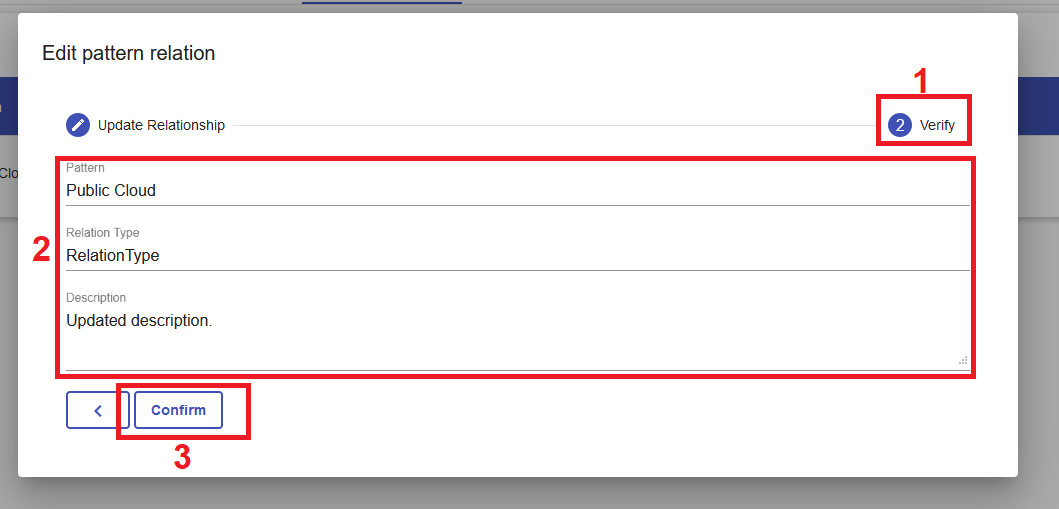 Edit pattern relation
1
Update Relationship
2 Verify
Clo
Pattern
Public Cloud
2
Relation Type
RelationType
Description
Updated description.
Confirm
3